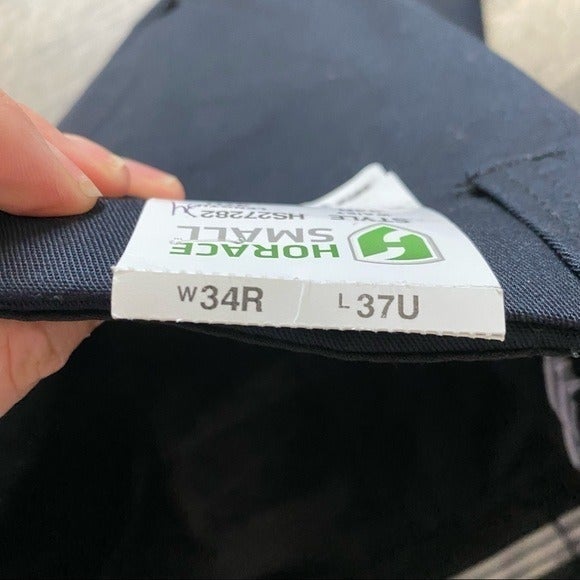 HORACE
SMALL
STYLE
HS27282
W34R L37U